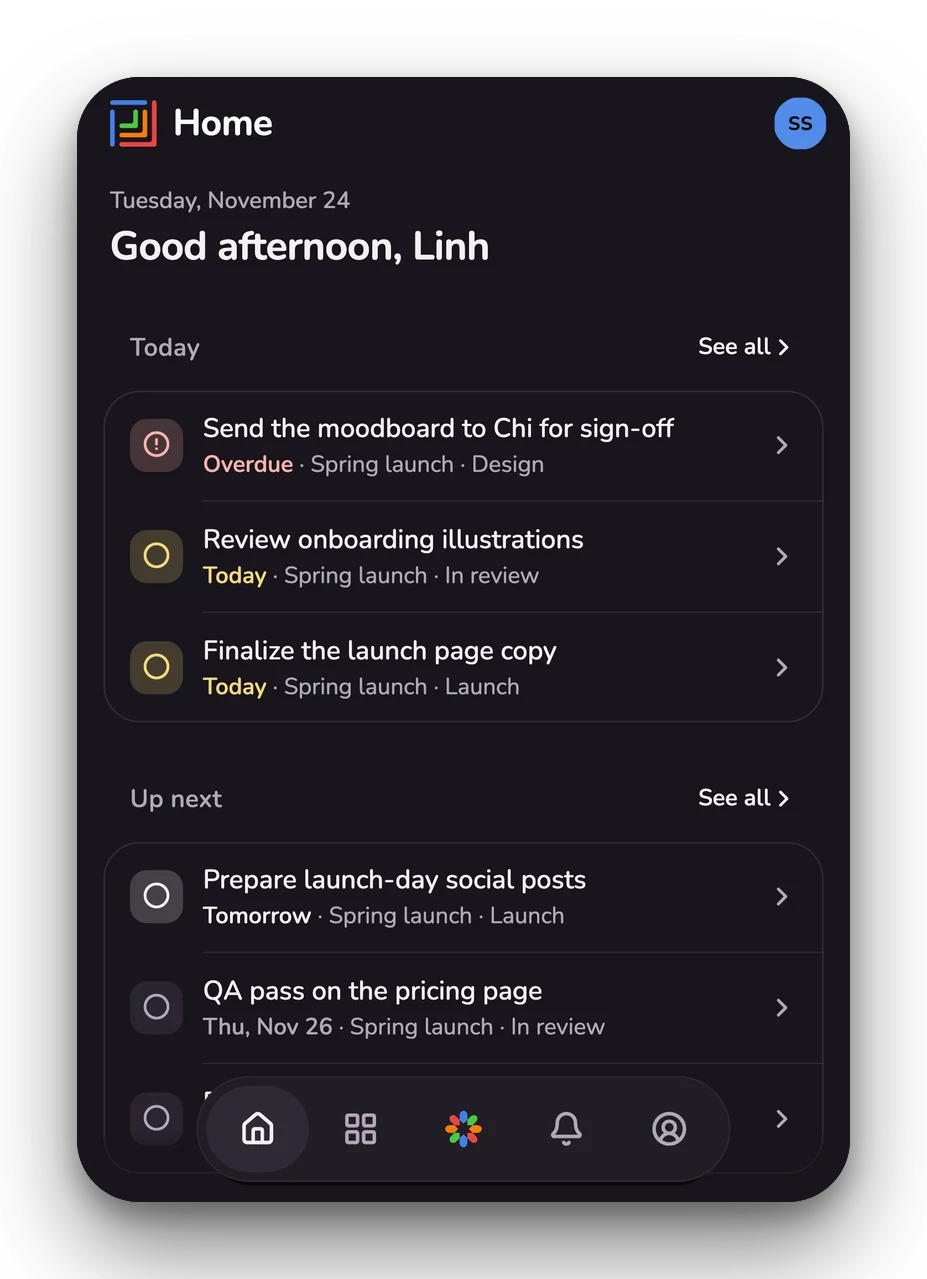 Home
SS
Tuesday, November 24
Good afternoon, Linh
Today
See all
Send the moodboard to Chi for sign-off
Overdue · Spring launch · Design
Review onboarding illustrations
Today · Spring launch · In review
Finalize the launch page copy
Today · Spring launch · Launch
Up next
See all
Prepare launch-day social posts
Tomorrow · Spring launch · Launch
QA pass on the pricing page
Thu, Nov 26 · Spring launch · In review